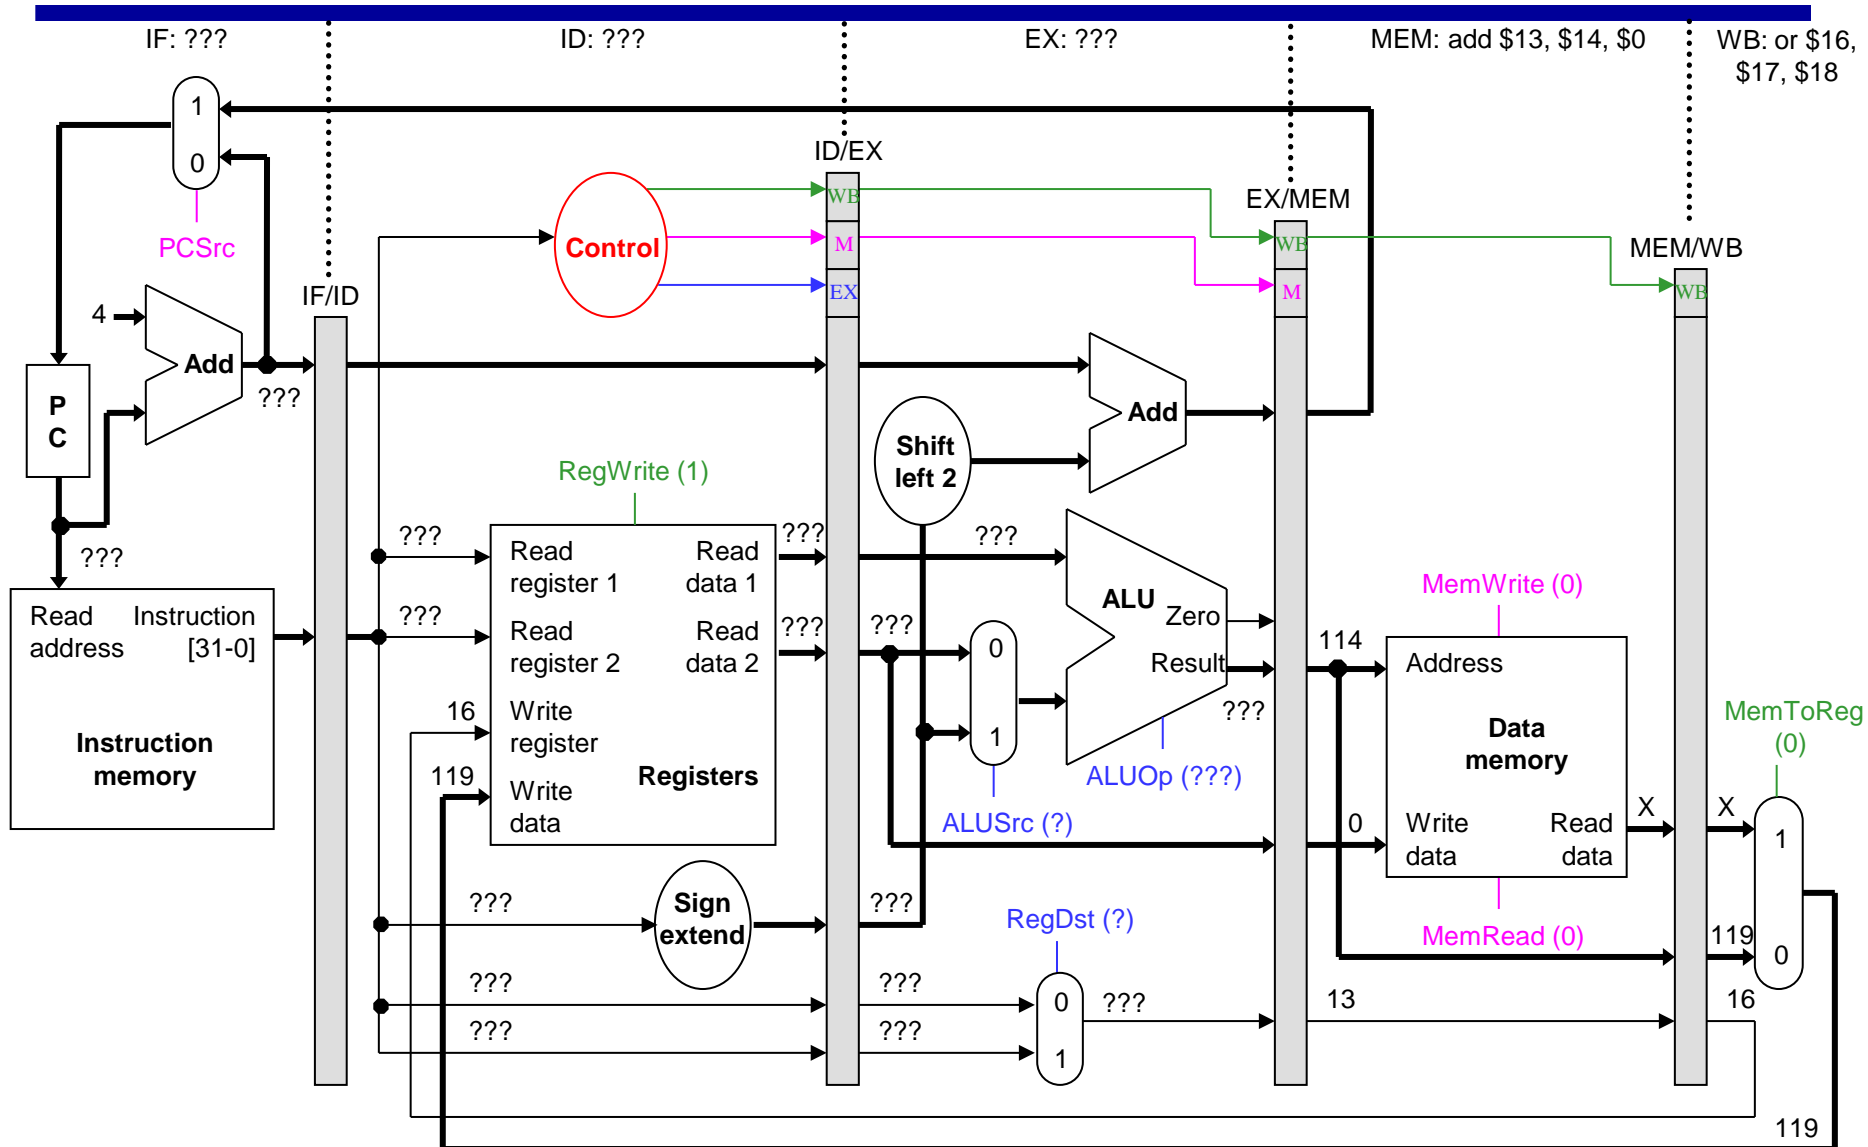 IF: ???
ID: ???
EX: ???
MEM: add $13, $14, $0
WB: or $16,
$17, $18
1
0
PCSrc
4
Add
???
P
C
???
Read
address
Instruction
[31-0]
Instruction
memory
IF/ID
Control
RegWrite (1)
???
Read
register 1
Read
data 1
???
???
Read
register 2
Read
data 2
???
16
Write
register
119
Write
data
Registers
???
Sign
extend
???
???
ID/EX
WB
M
EX
Shift
left 2
Add
???
???
0
1
ALUSrc (?)
ALU
Zero
Result
???
ALUOp (???)
???
RegDst (?)
???
???
0
1
???
EX/MEM
WB
M
114
MemWrite (0)
Address
Data
memory
0
Write
data
Read
data
MemRead (0)
X
13
MEM/WB
WB
MemToReg
(0)
X
1
119
0
16
119